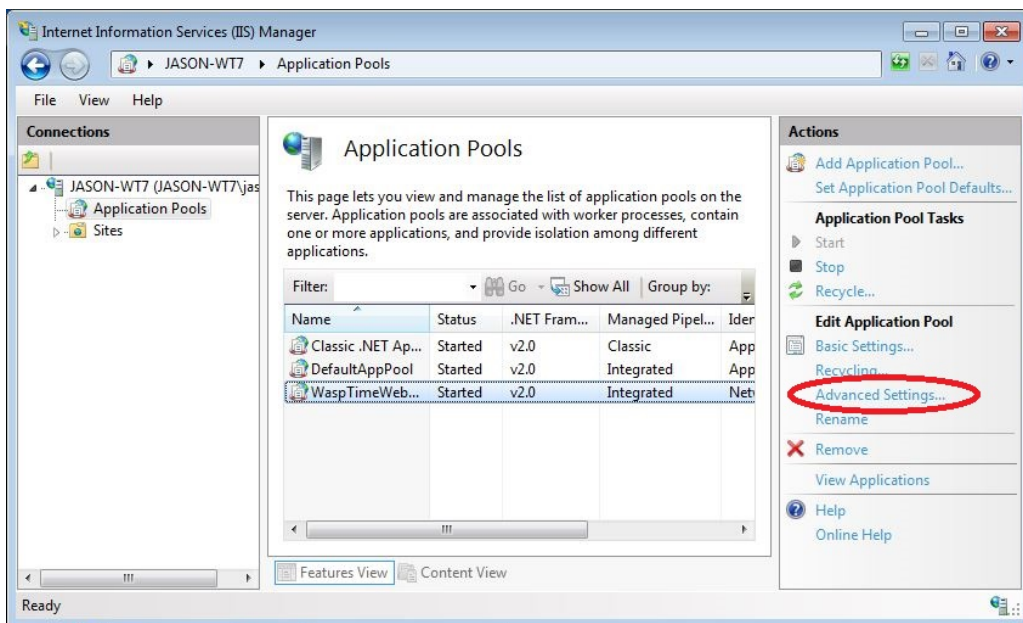 Internet Information Services (IIS) Manager
JASON-WT7 Application Pools
File View Help
Connections
JASON-WT7 (JASON-WT7\jas
Application Pools
Sites
Application Pools
This page lets you view and manage the list of application pools on the
server. Application pools are associated with worker processes, contain
one or more applications, and provide isolation among different
applications.
Filter: Go Show All Group by:
Name Status .NET Fram... Managed Pipel... Iden
Classic .NET Ap... Started v2.0 Classic App
DefaultAppPool Started v2.0 Integrated App
WaspTimeWeb... Started v2.0 Integrated Net
Features View Content View
Actions
Add Application Pool...
Set Application Pool Defaults...
Application Pool Tasks
Start
Stop
Recycle...
Edit Application Pool
Basic Settings...
Recycling...
Advanced Settings...
Rename
Remove
View Applications
Help
Online Help
Ready